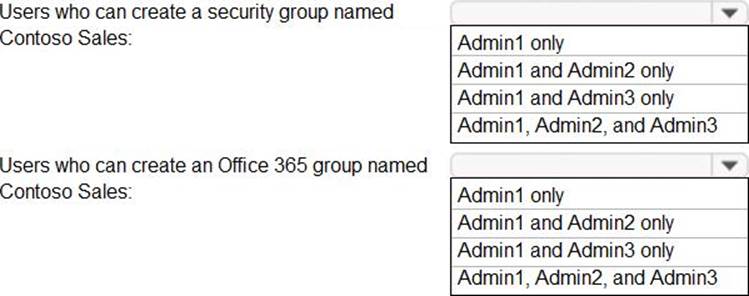 Users who can create a security group named
Contoso Sales:
Admin1 only
Admin1 and Admin2 only
Admin1 and Admin3 only
Admin1, Admin2, and Admin3
Users who can create an Office 365 group named
Contoso Sales:
Admin1 only
Admin1 and Admin2 only
Admin1 and Admin3 only
Admin1, Admin2, and Admin3